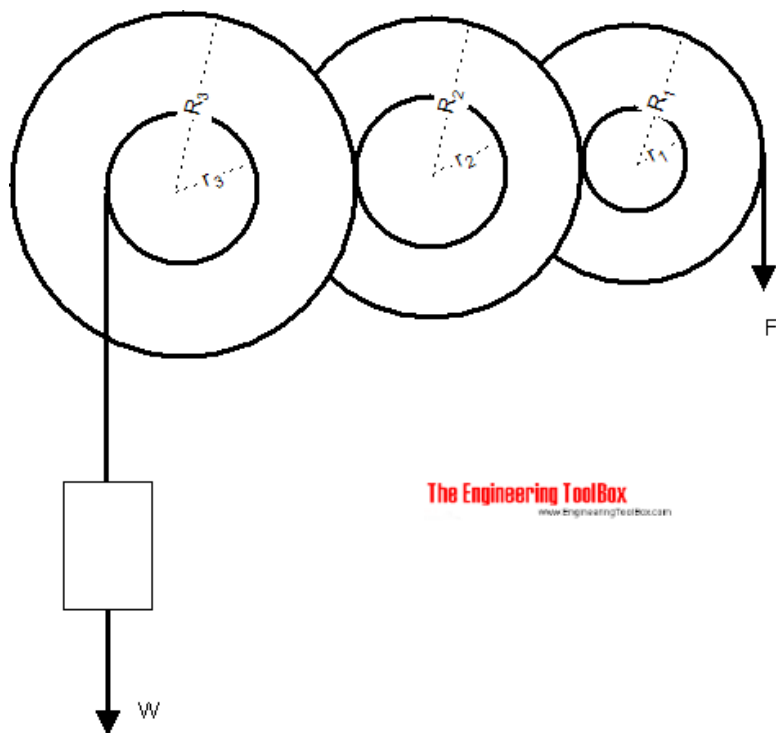 R3
R2
R1
r3
r2
r1
F
The Engineering ToolBox
www.EngineeringToolBox.com
W